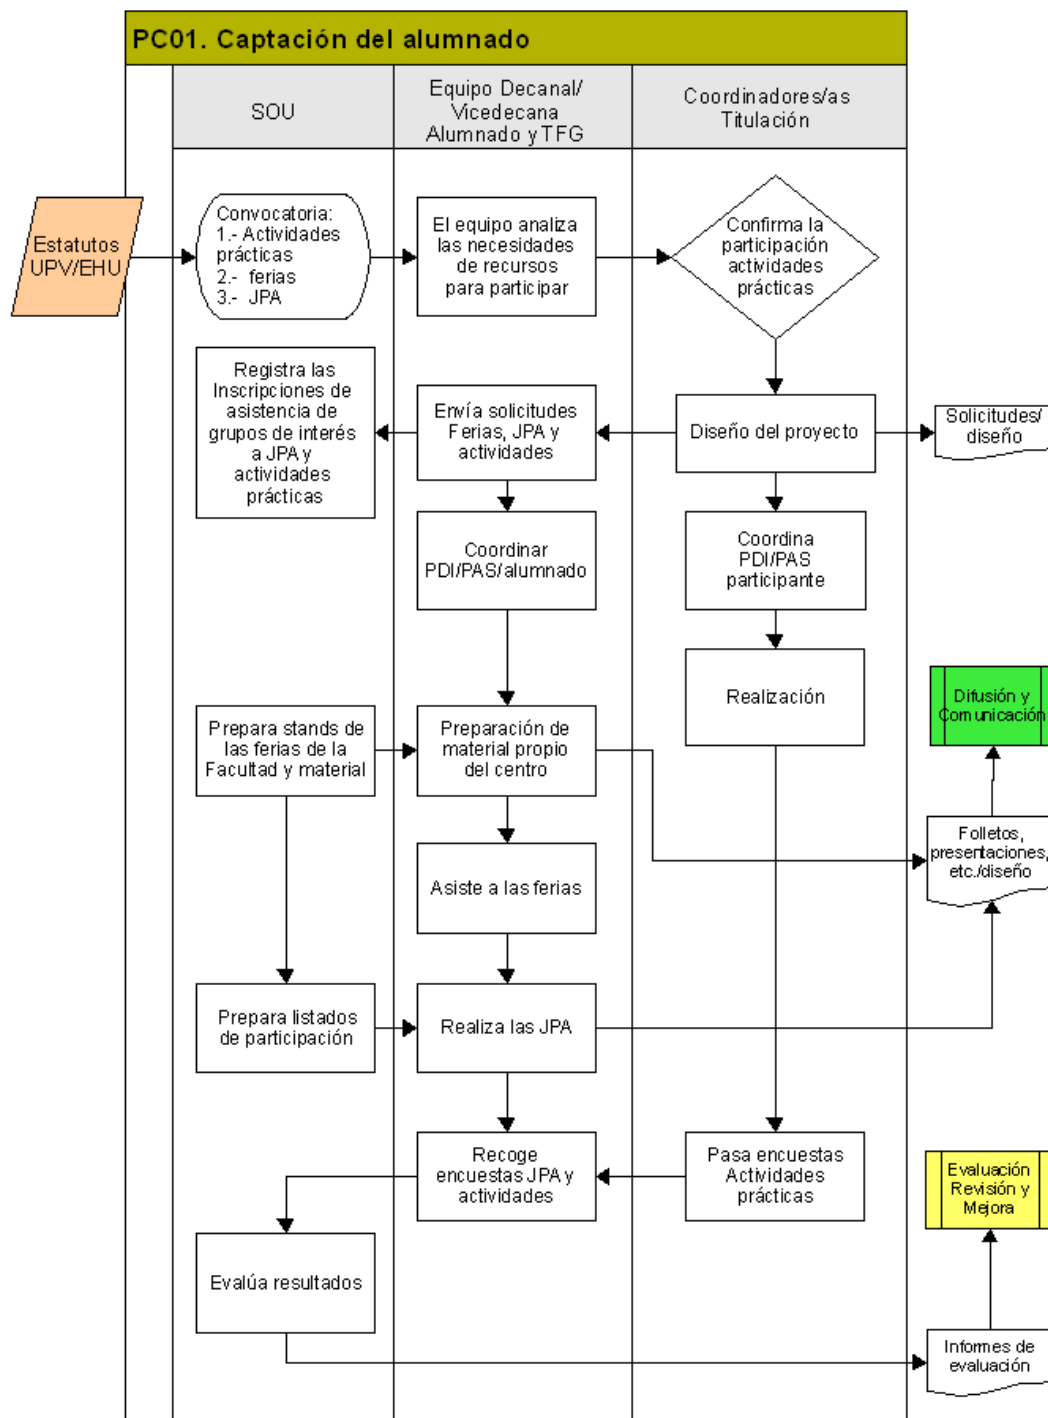 PC01. Captación del alumnado
SOU
Equipo Decanal/
Vicedecana
Alumnado y TFG
Coordinadores/as
Titulación
Estatutos
UPV/EHU
Convocatoria:
1.- Actividades
prácticas
2.- ferias
3.- JPA
El equipo analiza
las necesidades
de recursos
para participar
Confirma la
participación
actividades
prácticas
Registra las
Inscripciones de
asistencia de
grupos de interés
a JPA y
actividades
prácticas
Envía solicitudes
Ferias, JPA y
actividades
Diseño del proyecto
Solicitudes/
diseño
Coordinar
PDI/PAS/alumnado
Coordina
PDI/PAS
participante
Realización
Difusión y
Comunicación
Prepara stands de
las ferias de la
Facultad y material
Preparación de
material propio
del centro
Folletos,
presentaciones,
etc./diseño
Asiste a las ferias
Prepara listados
de participación
Realiza las JPA
Recoge
encuestas JPA y
actividades
Pasa encuestas
Actividades
prácticas
Evaluación
Revisión y
Mejora
Evalúa resultados
Informes de
evaluación